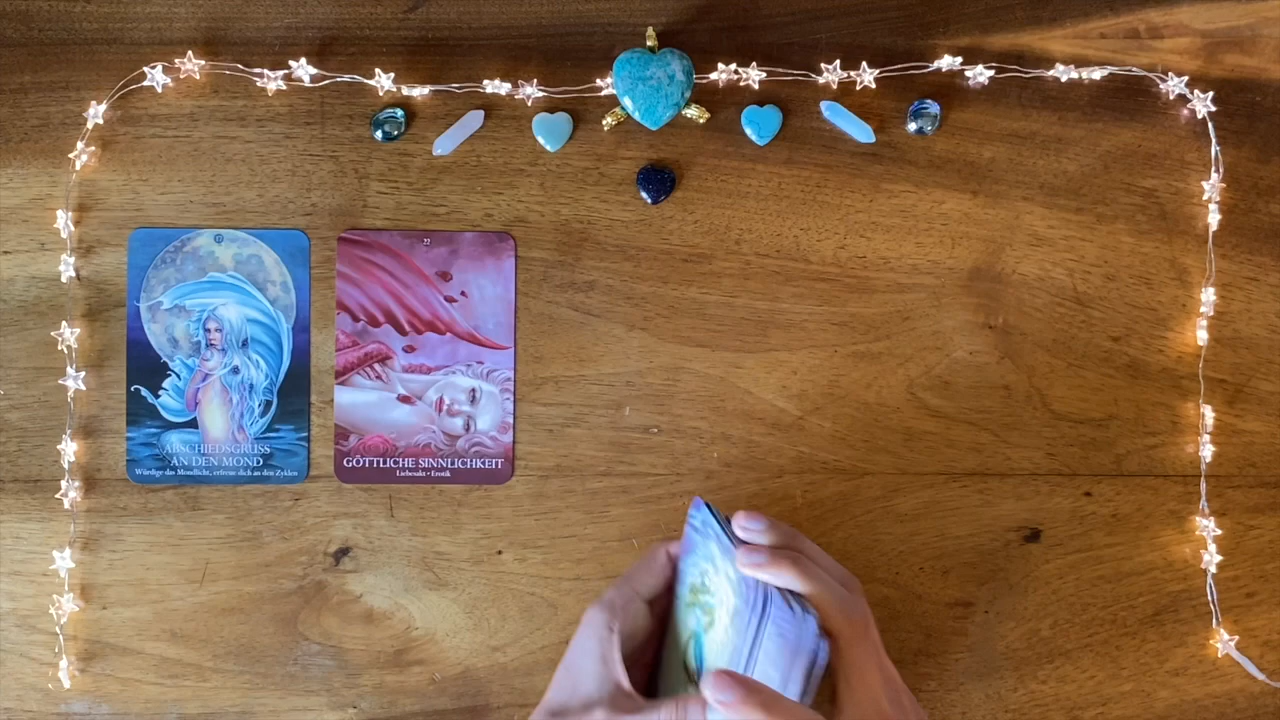 ABSCHIEDSGRUSS
AN DEN MOND
Würdige das Mondlicht, erfreue dich an den Zyklen
22
GÖTTLICHE SINNLICHKEIT
Liebesakt • Erotik